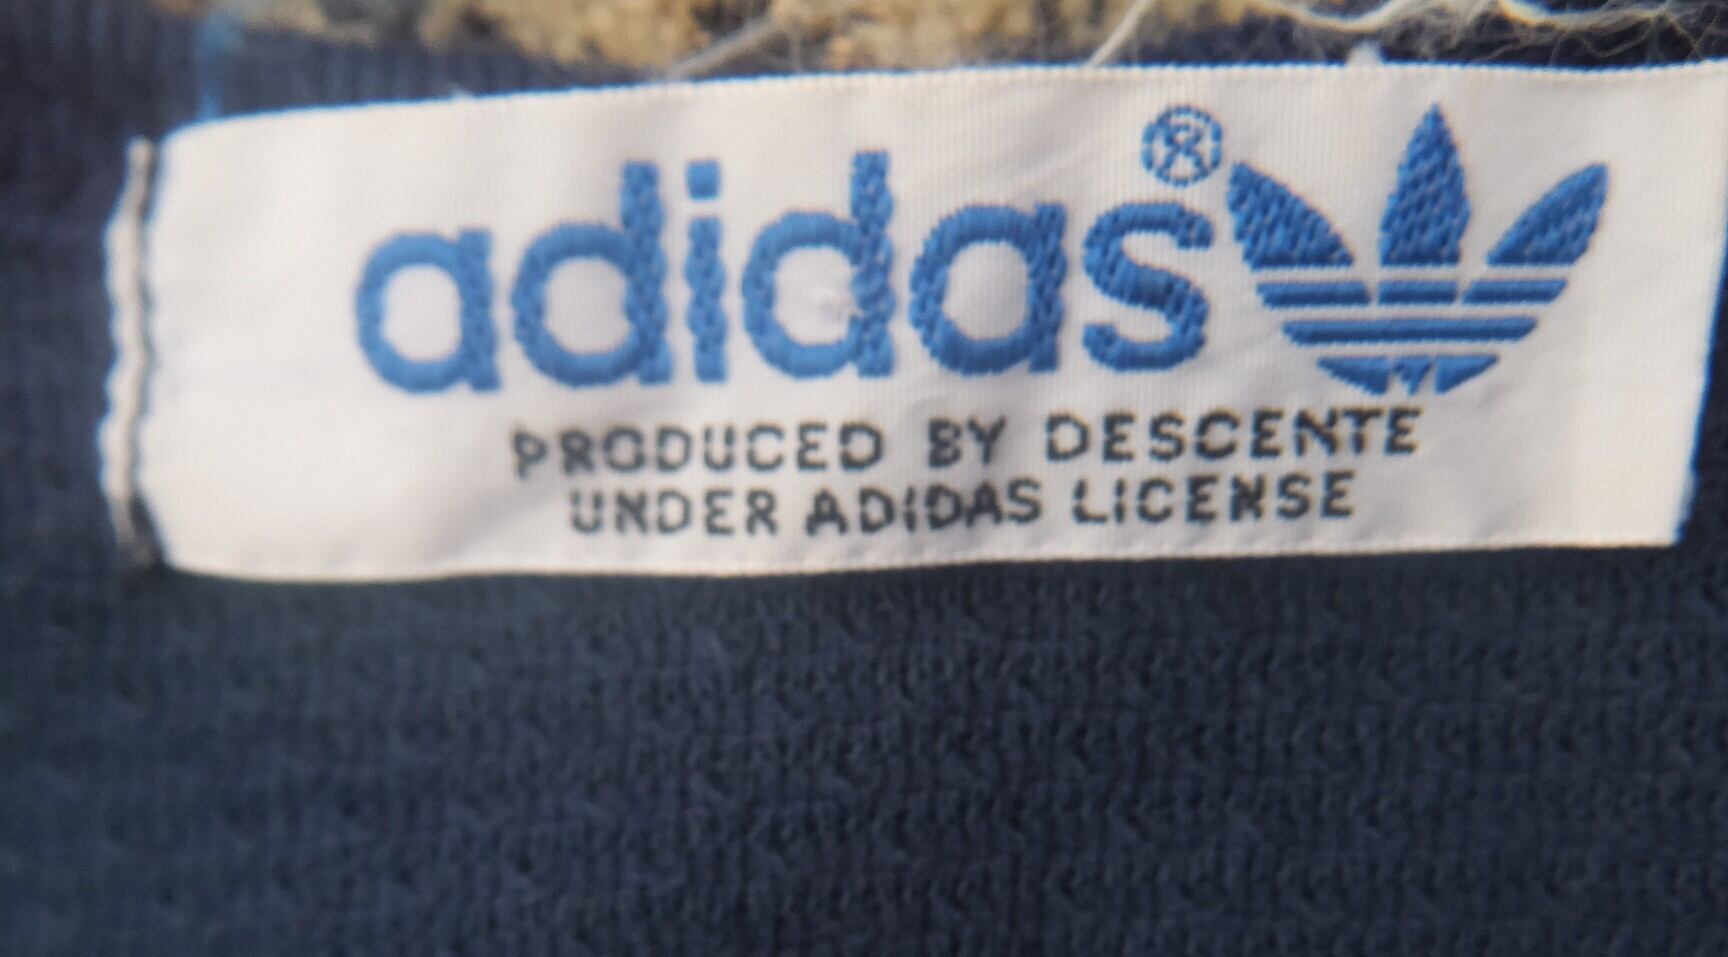 adidas®
PRODUCED BY DESCENTE
UNDER ADIDAS LICENSE